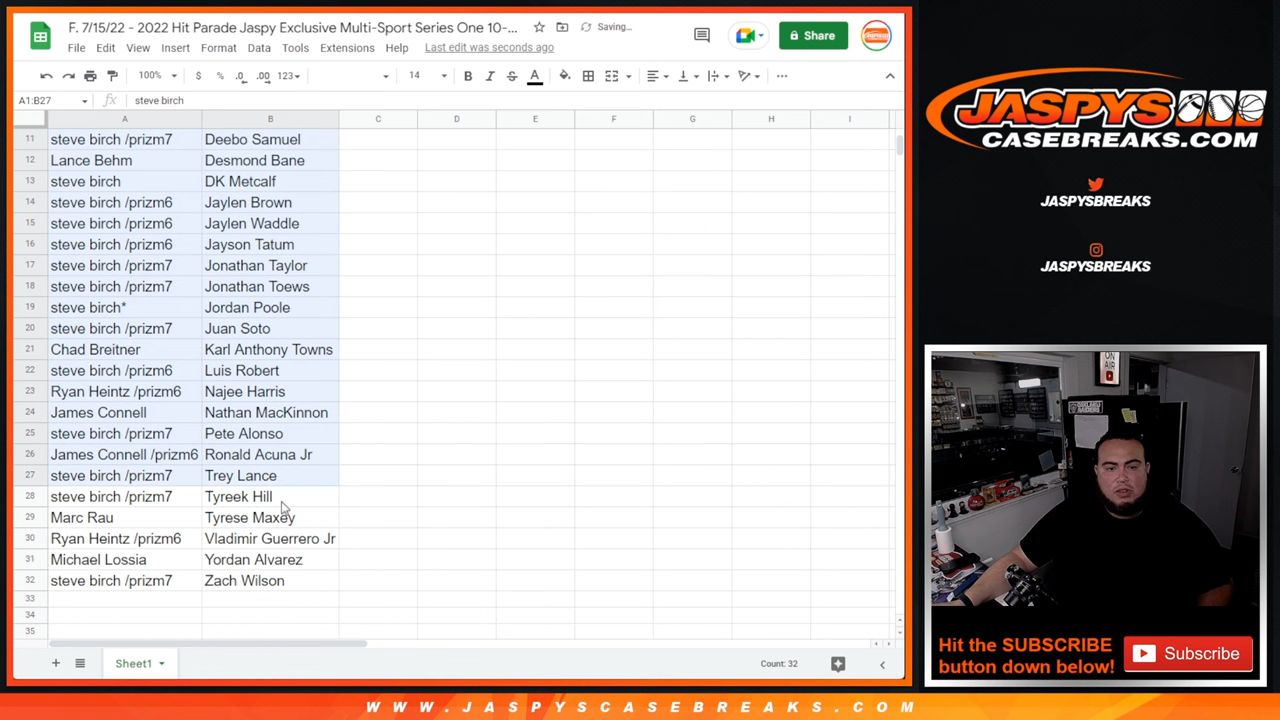 F. 7/15/22 - 2022 Hit Parade Jaspy Exclusive Multi-Sport Series One 10-...
Saving...
File Edit View Insert Format Data Tools Extensions Help Last edit was seconds ago
Share
100% $ % .0 .00 123 14 B I S A
A1:B27 fx steve birch
A B C D E F G H I
11 steve birch /prizm7 Deebo Samuel
12 Lance Behm Desmond Bane
13 steve birch DK Metcalf
14 steve birch /prizm6 Jaylen Brown
15 steve birch /prizm6 Jaylen Waddle
16 steve birch /prizm6 Jayson Tatum
17 steve birch /prizm7 Jonathan Taylor
18 steve birch /prizm7 Jonathan Toews
19 steve birch* Jordan Poole
20 steve birch /prizm7 Juan Soto
21 Chad Breitner Karl Anthony Towns
22 steve birch /prizm6 Luis Robert
23 Ryan Heintz /prizm6 Najee Harris
24 James Connell Nathan MacKinnon
25 steve birch /prizm7 Pete Alonso
26 James Connell /prizm6 Ronald Acuna Jr
27 steve birch /prizm7 Trey Lance
28 steve birch /prizm7 Tyreek Hill
29 Marc Rau Tyrese Maxey
30 Ryan Heintz /prizm6 Vladimir Guerrero Jr
31 Michael Lossia Yordan Alvarez
32 steve birch /prizm7 Zach Wilson
33
34
35
Sheet1
Count: 32
JASPYS
CASEBREAKS.COM
JASPYSBREAKS
JASPYSBREAKS
ON AIR
Hit the SUBSCRIBE
button down below!
Subscribe
WWW.JASPYSCASEBREAKS.COM